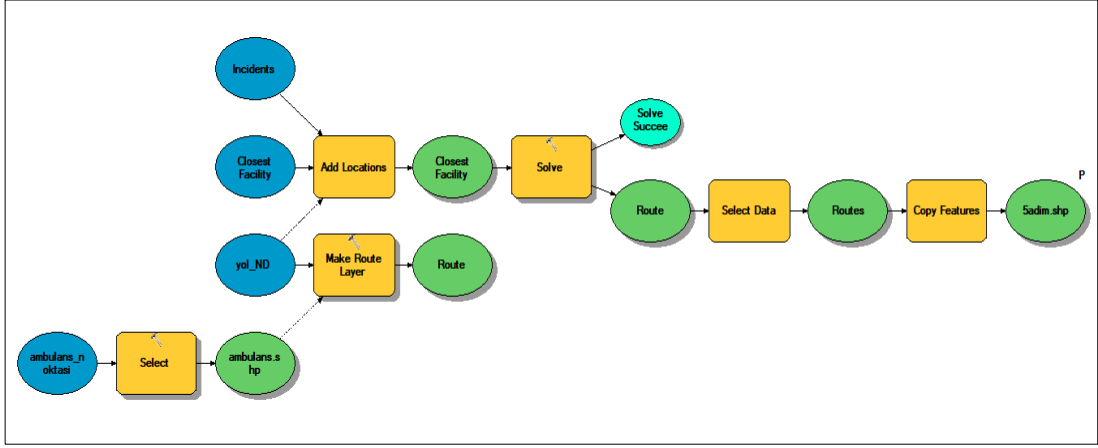 Incidents
Closest
Facility
Add Locations
Closest
Facility
Solve
Solve
Succee
P
Route
Select Data
Routes
Copy Features
5adim.shp
yol_ND
Make Route
Layer
Route
ambulans_n
oktasi
Select
ambulans.s
hp